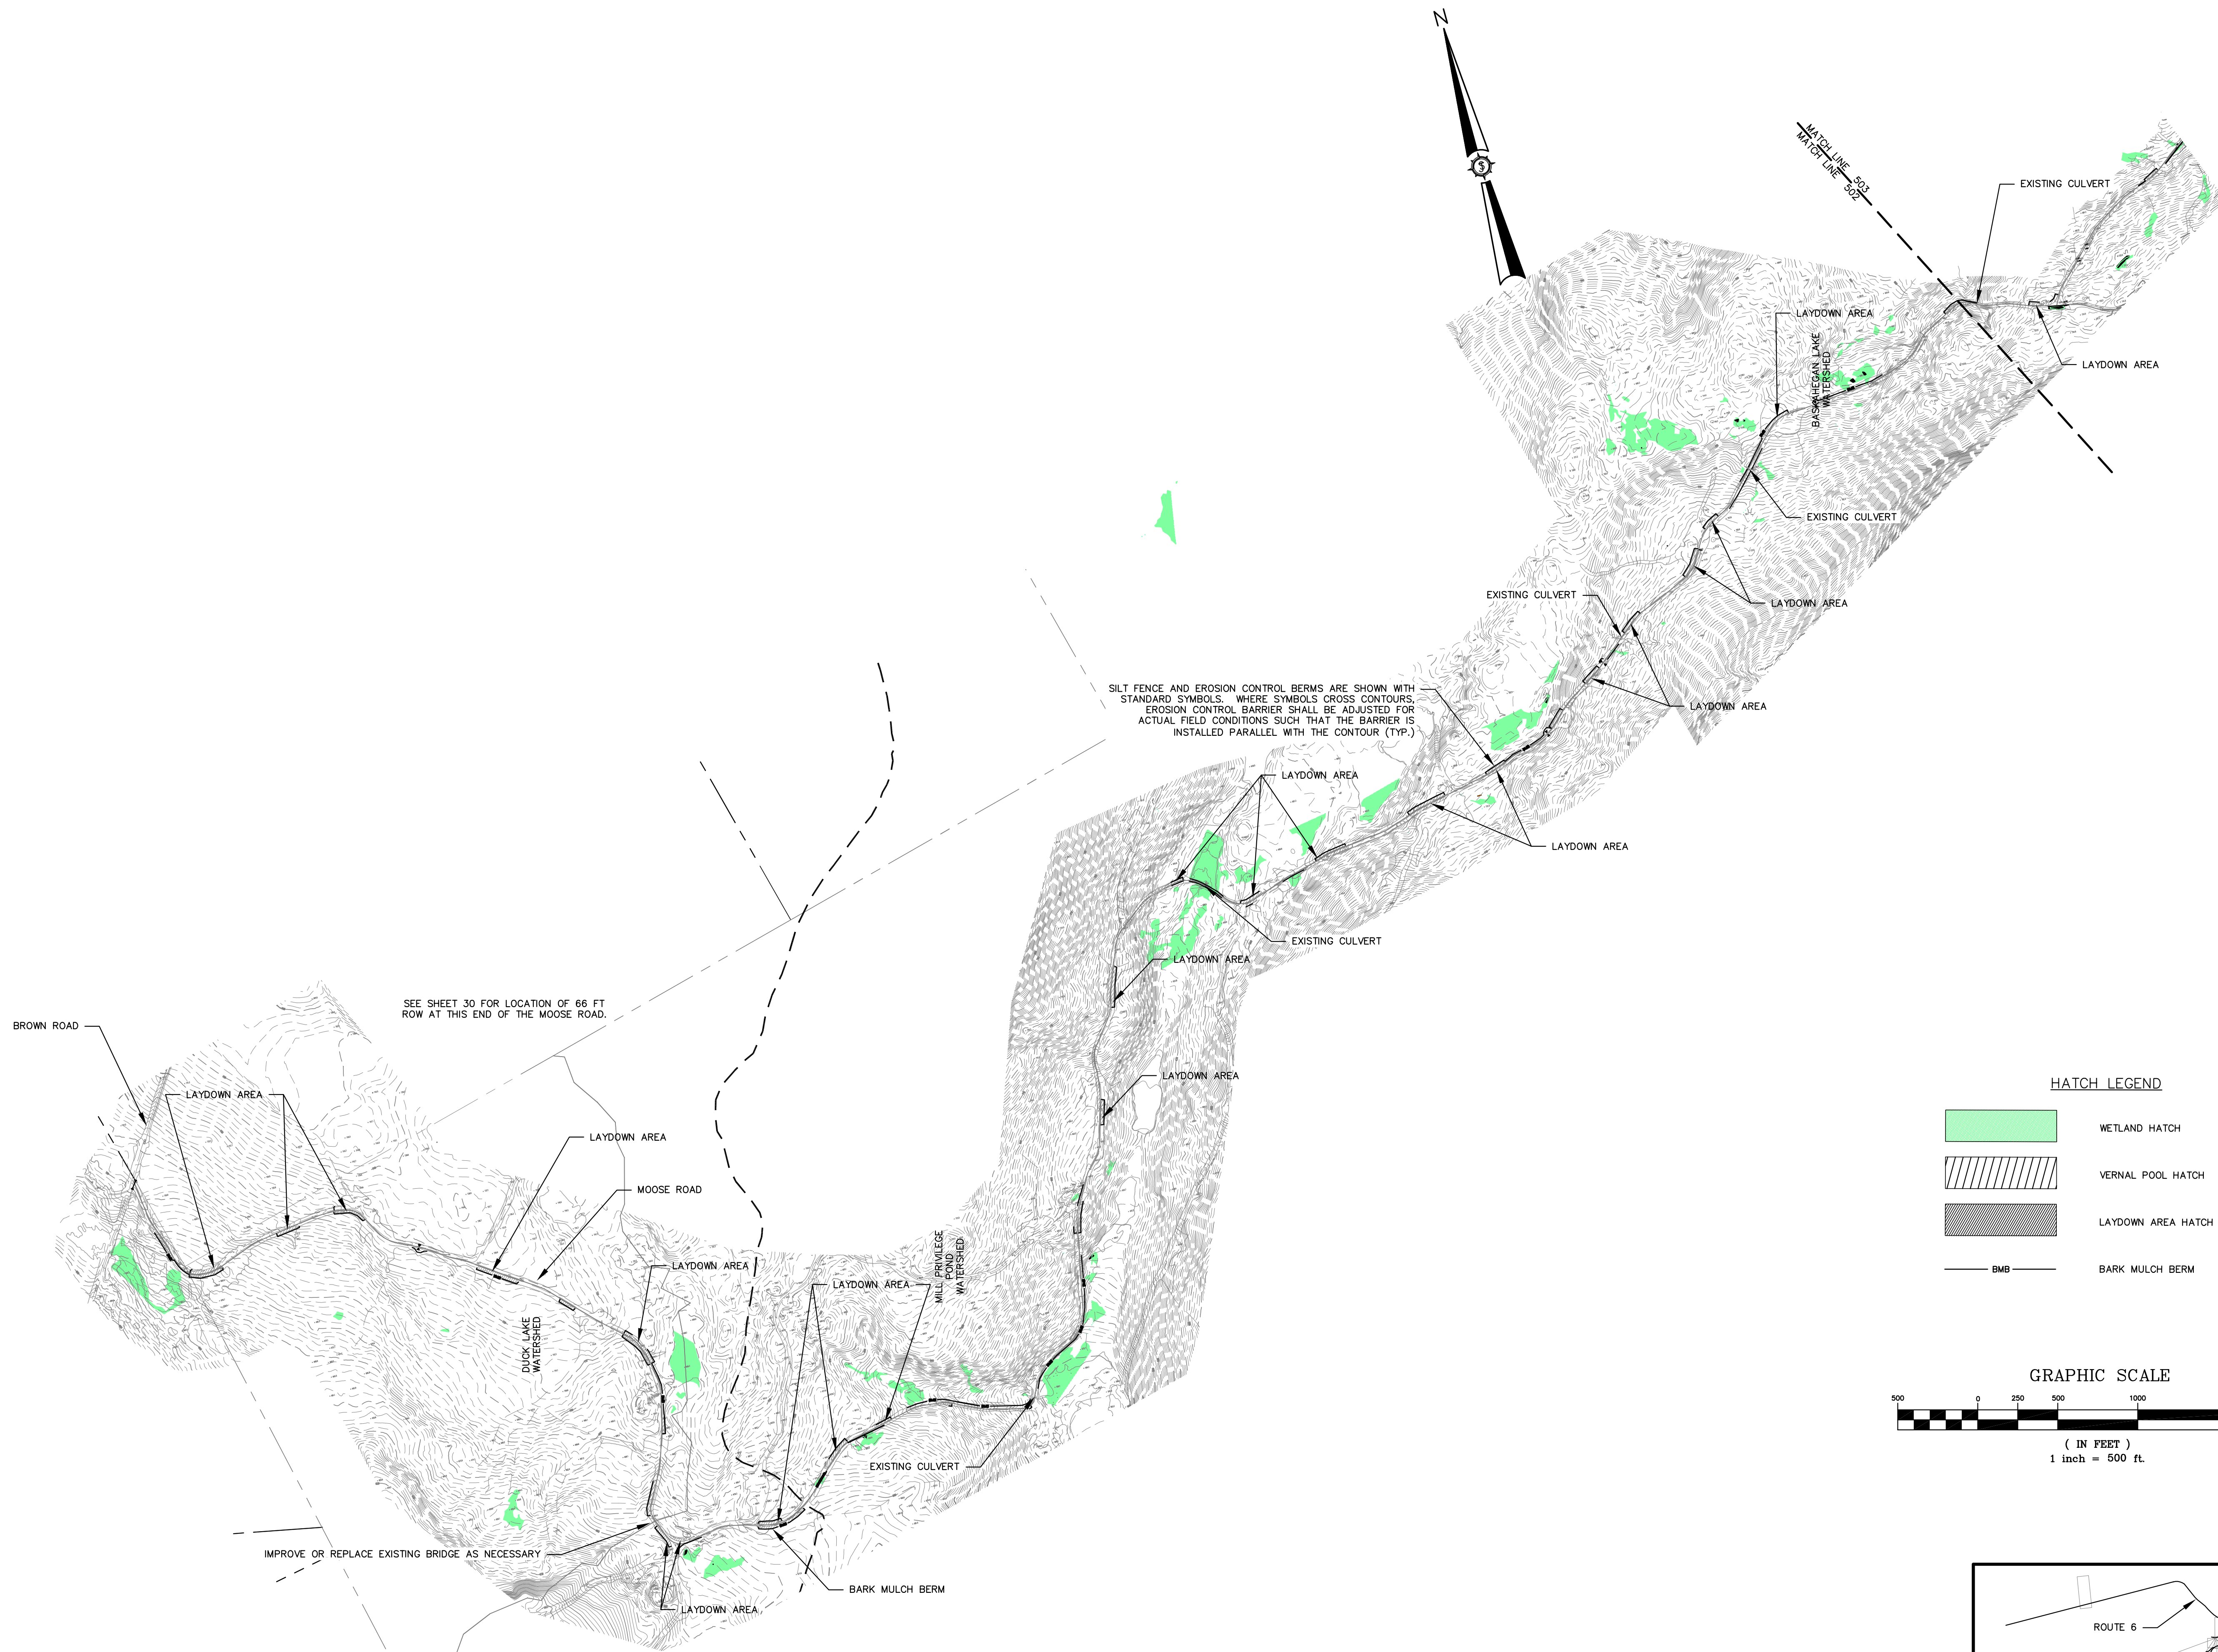 N
MATCH LINE 503
MATCH LINE 502
EXISTING CULVERT
LAYDOWN AREA
LAYDOWN AREA
BASKAHEGAN LAKE
WATERSHED
EXISTING CULVERT
EXISTING CULVERT
LAYDOWN AREA
SILT FENCE AND EROSION CONTROL BERMS ARE SHOWN WITH
STANDARD SYMBOLS. WHERE SYMBOLS CROSS CONTOURS,
EROSION CONTROL BARRIER SHALL BE ADJUSTED FOR
ACTUAL FIELD CONDITIONS SUCH THAT THE BARRIER IS
INSTALLED PARALLEL WITH THE CONTOUR (TYP.)
LAYDOWN AREA
LAYDOWN AREA
LAYDOWN AREA
EXISTING CULVERT
LAYDOWN AREA
SEE SHEET 30 FOR LOCATION OF 66 FT
ROW AT THIS END OF THE MOOSE ROAD.
BROWN ROAD
LAYDOWN AREA
LAYDOWN AREA
LAYDOWN AREA
MOOSE ROAD
LAYDOWN AREA
LAYDOWN AREA
MILL PRIVILEGE
POND
WATERSHED
DUCK LAKE
WATERSHED
EXISTING CULVERT
IMPROVE OR REPLACE EXISTING BRIDGE AS NECESSARY
BARK MULCH BERM
LAYDOWN AREA
HATCH LEGEND
WETLAND HATCH
VERNAL POOL HATCH
LAYDOWN AREA HATCH
BMB
BARK MULCH BERM
GRAPHIC SCALE
500 0 250 500 1000
( IN FEET )
1 inch = 500 ft.
ROUTE 6